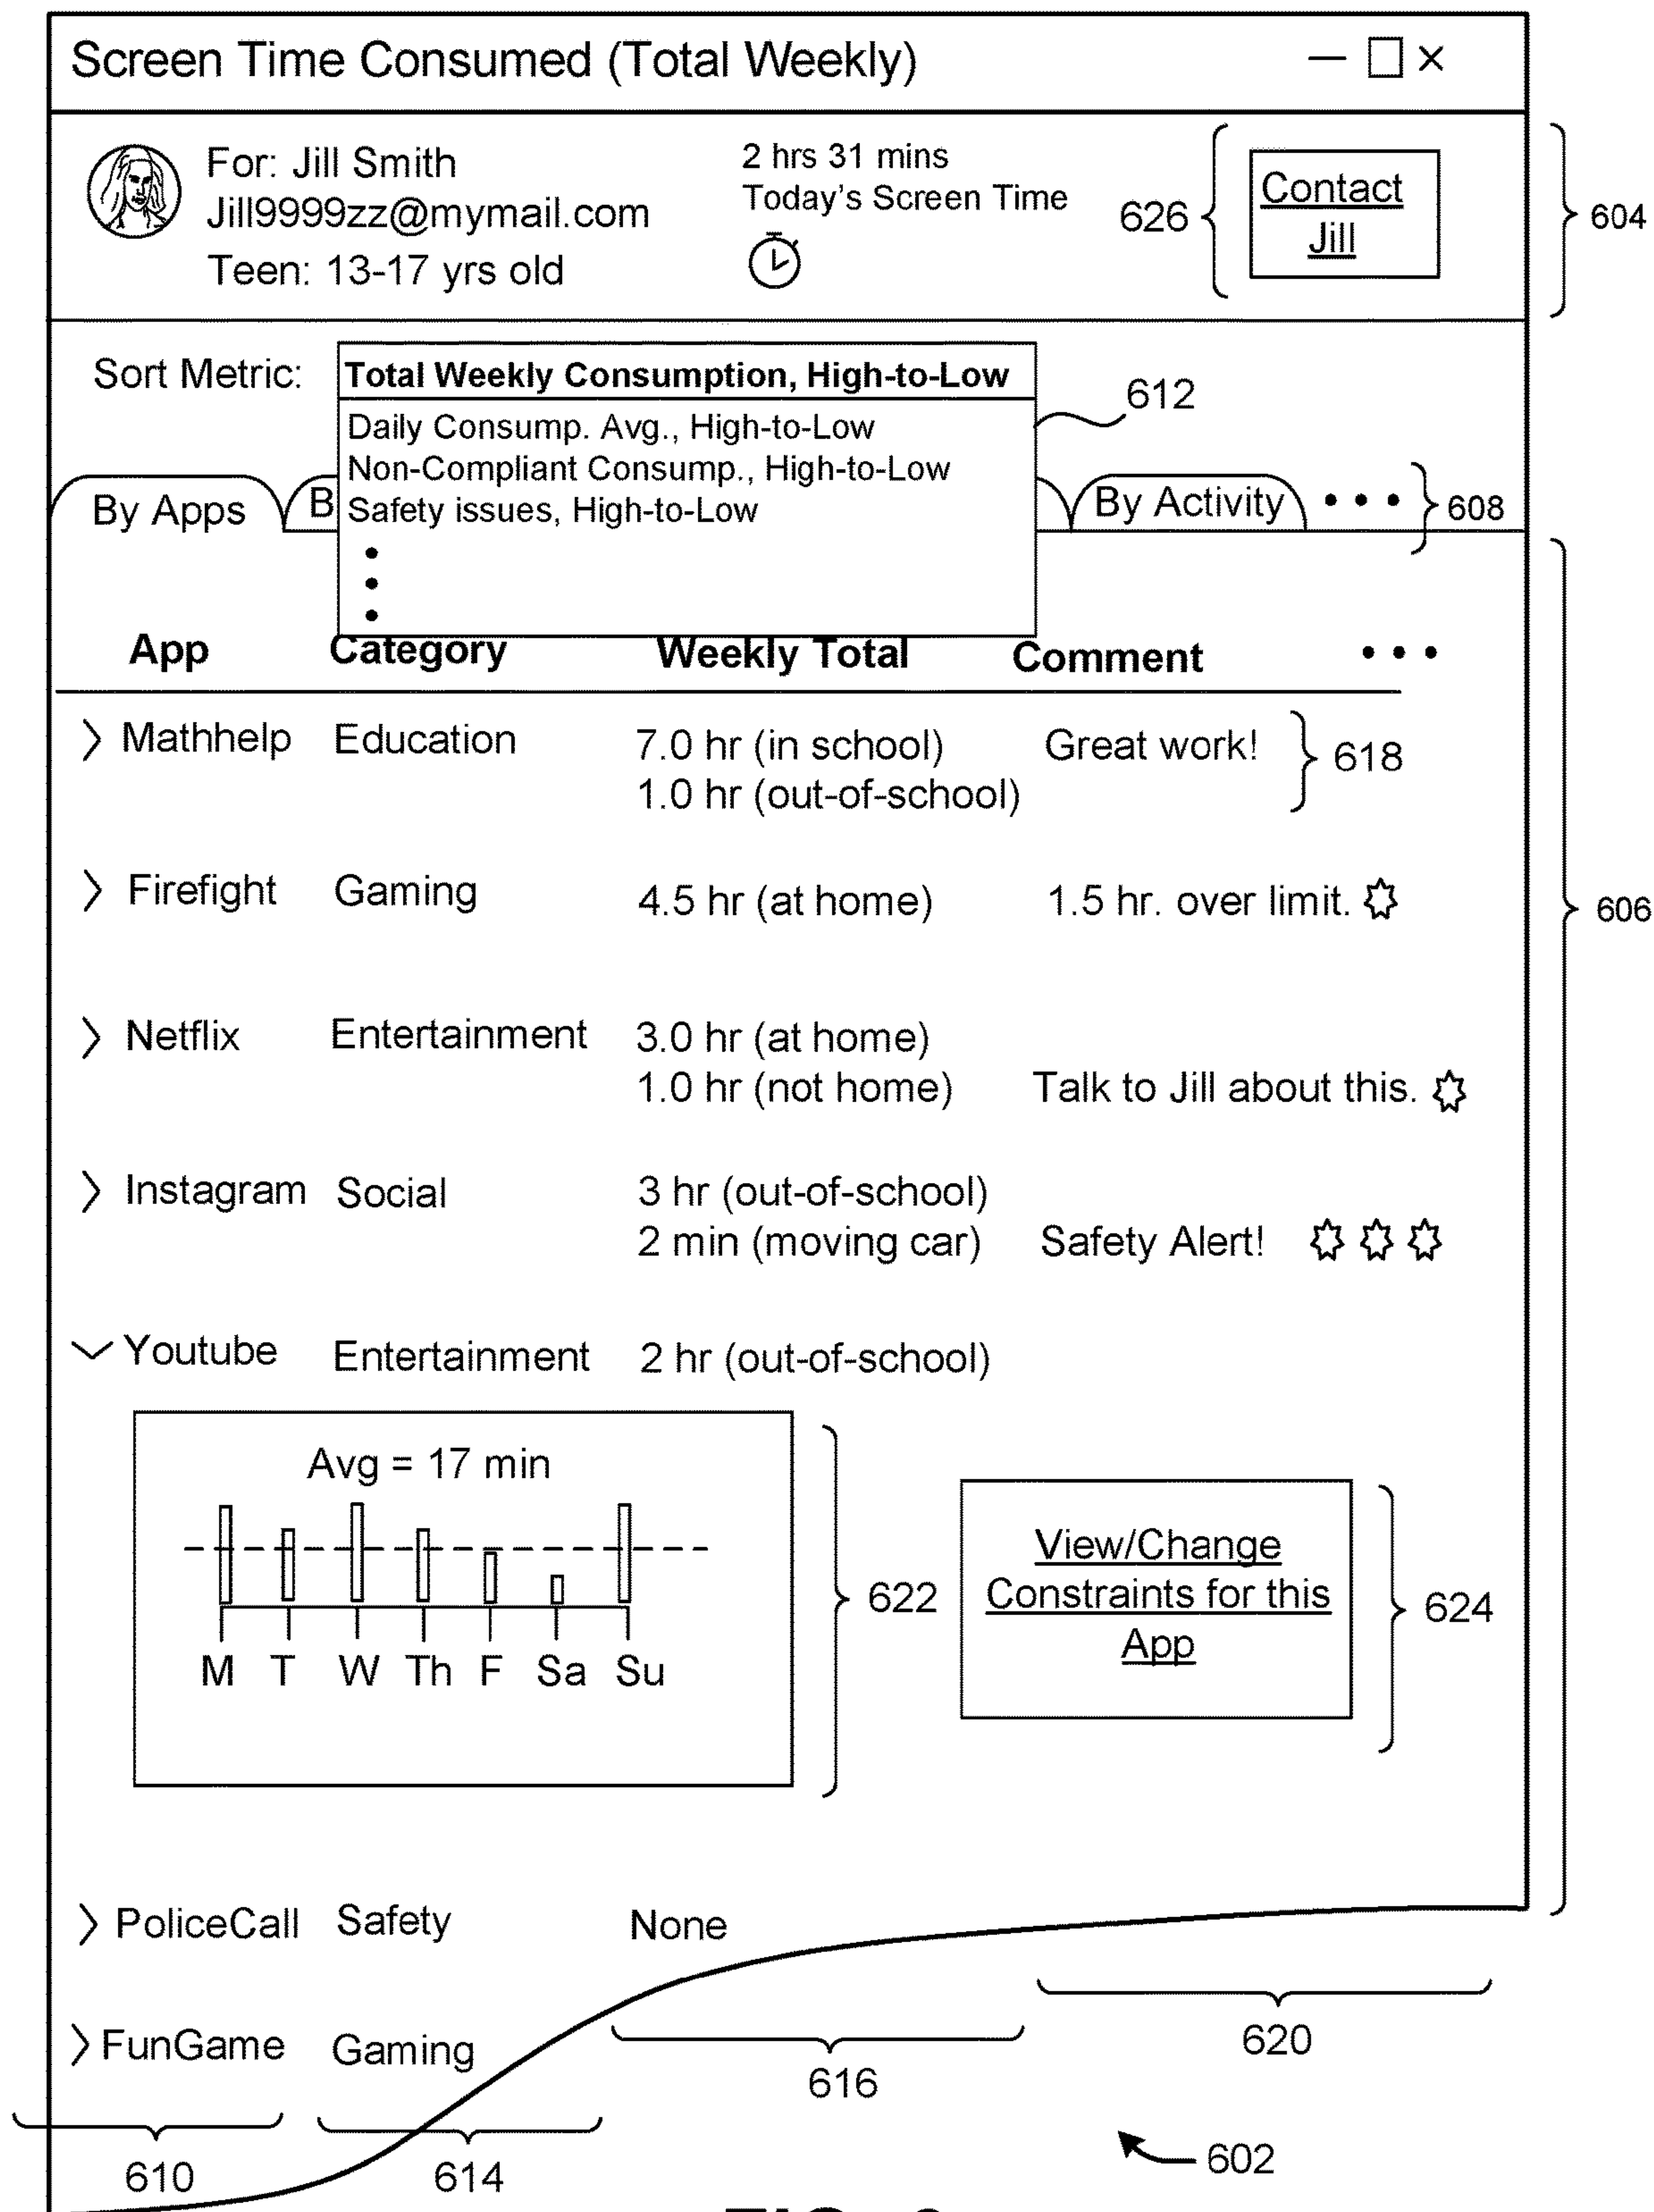 Screen Time Consumed (Total Weekly)
For: Jill Smith
Jill9999zz@mymail.com
Teen: 13-17 yrs old
2 hrs 31 mins
Today's Screen Time
626
Contact
Jill
604
Sort Metric:
Total Weekly Consumption, High-to-Low
Daily Consump. Avg., High-to-Low
Non-Compliant Consump., High-to-Low
Safety issues, High-to-Low
612
By Apps
B
By Activity
608
App Category Weekly Total Comment
Mathhelp Education 7.0 hr (in school) Great work!
1.0 hr (out-of-school)
618
Firefight Gaming 4.5 hr (at home) 1.5 hr. over limit.
606
Netflix Entertainment 3.0 hr (at home)
1.0 hr (not home) Talk to Jill about this.
Instagram Social 3 hr (out-of-school)
2 min (moving car) Safety Alert!
Youtube Entertainment 2 hr (out-of-school)
Avg = 17 min
M T W Th F Sa Su
622
View/Change
Constraints for this
App
624
PoliceCall Safety None
FunGame Gaming
620
616
610
614
602